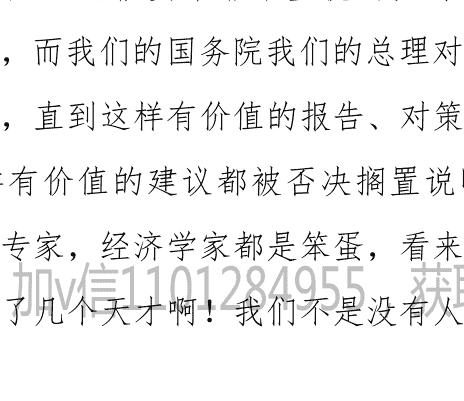 ，而我们的国务院我们的总理对
，直到这样有价值的报告、对策
有价值的建议都被否决搁置说
专家，经济学家都是笨蛋，看来
加v信1101284955，获
了几个天才啊！我们不是没有人